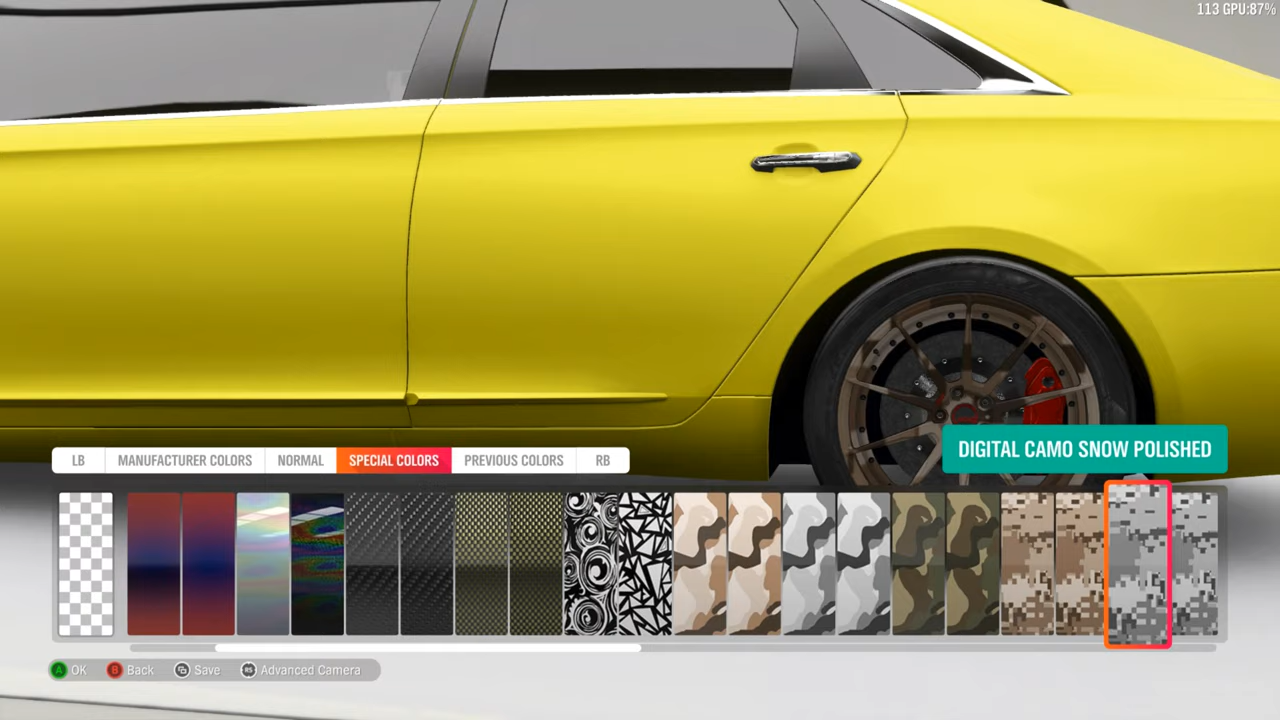 113 GPU:87%
DIGITAL CAMO SNOW POLISHED
LB MANUFACTURER COLORS NORMAL SPECIAL COLORS PREVIOUS COLORS RB
A OK B Back Save RS Advanced Camera